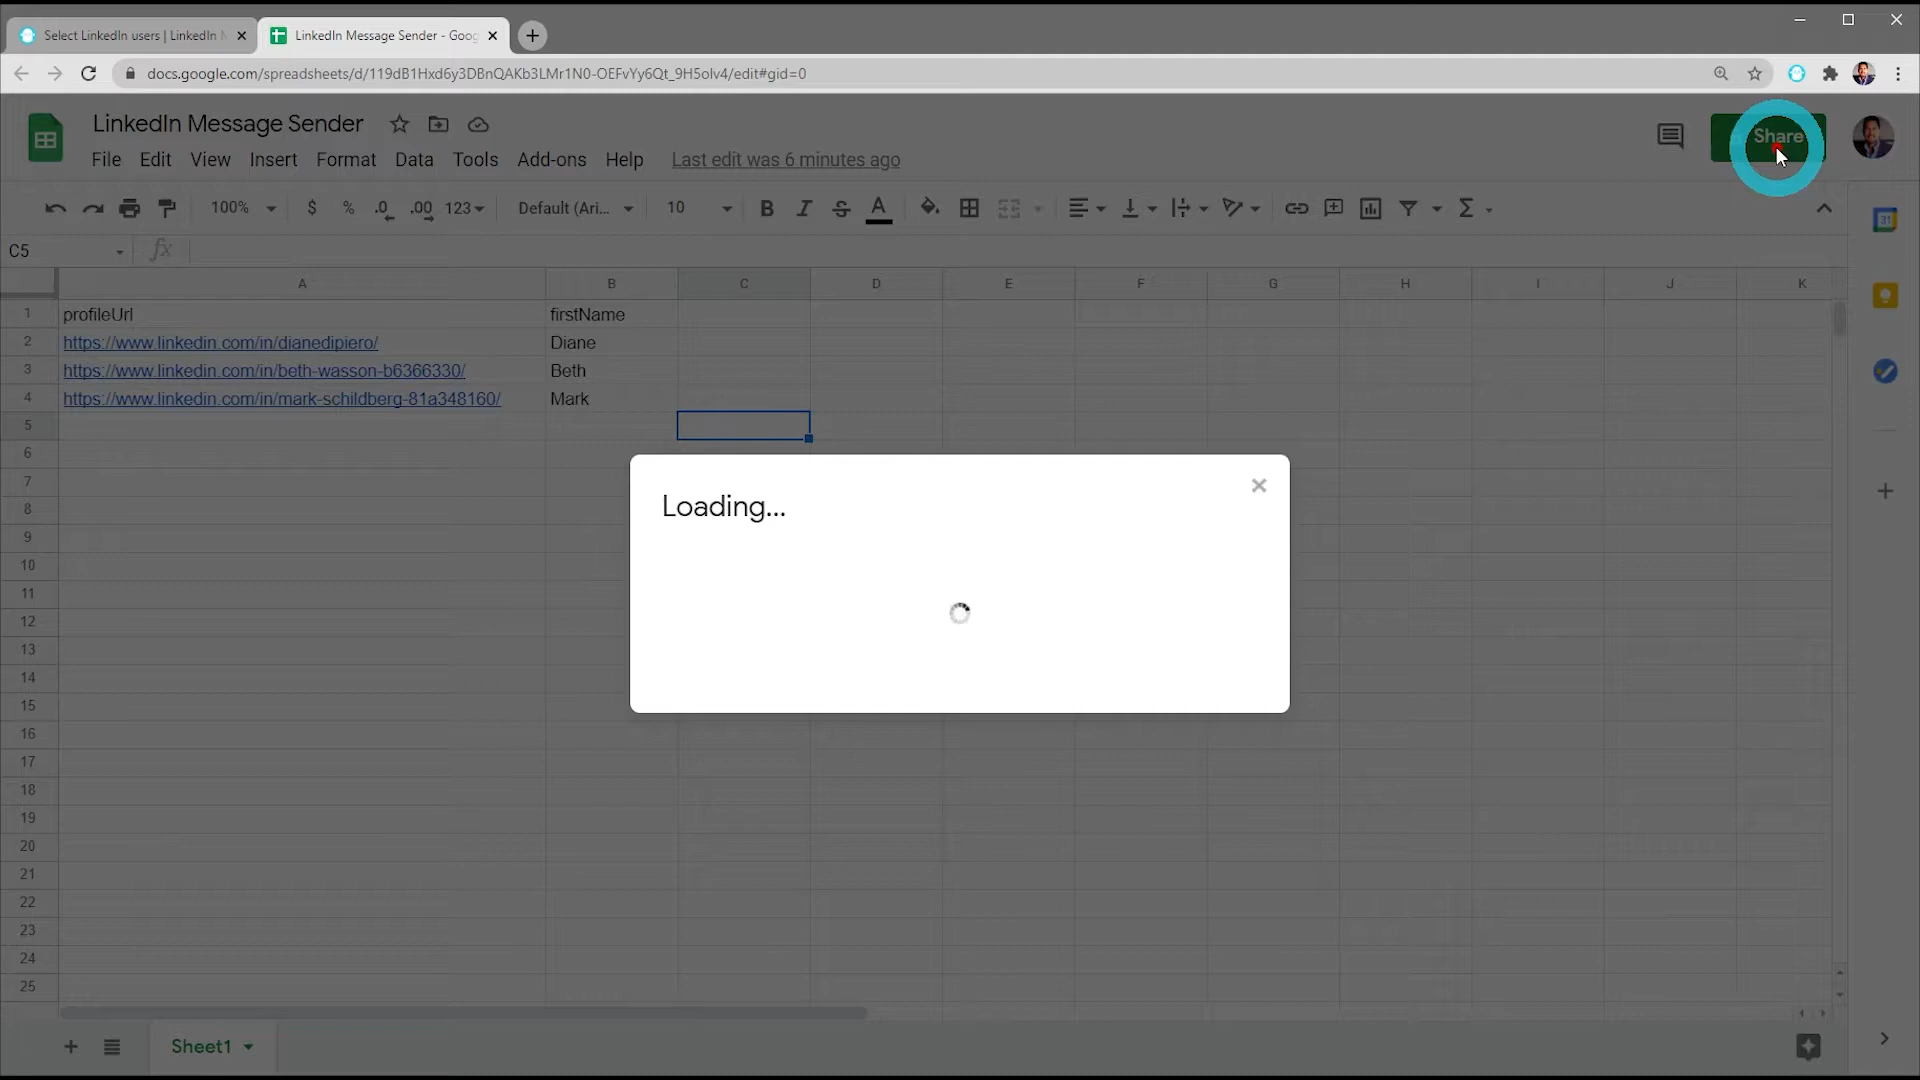 Select LinkedIn users | LinkedIn M
LinkedIn Message Sender - Goog
docs.google.com/spreadsheets/d/119dB1Hxd6y3DBnQAKb3LMr1N0-OEFvYy6Qt_9H5olv4/edit#gid=0
LinkedIn Message Sender
Share
File Edit View Insert Format Data Tools Add-ons Help Last edit was 6 minutes ago
100% $ % .0 .00 123 Default (Ari... 10 B I S A Σ
31
C5 fx
A B C D E F G H I J K
1 profileUrl firstName
2 https://www.linkedin.com/in/dianedipiero/ Diane
3 https://www.linkedin.com/in/beth-wasson-b6366330/ Beth
4 https://www.linkedin.com/in/mark-schildberg-81a348160/ Mark
5
6
7
Loading...
8
9
10
11
12
13
14
15
16
17
18
19
20
21
22
23
24
25
Sheet1